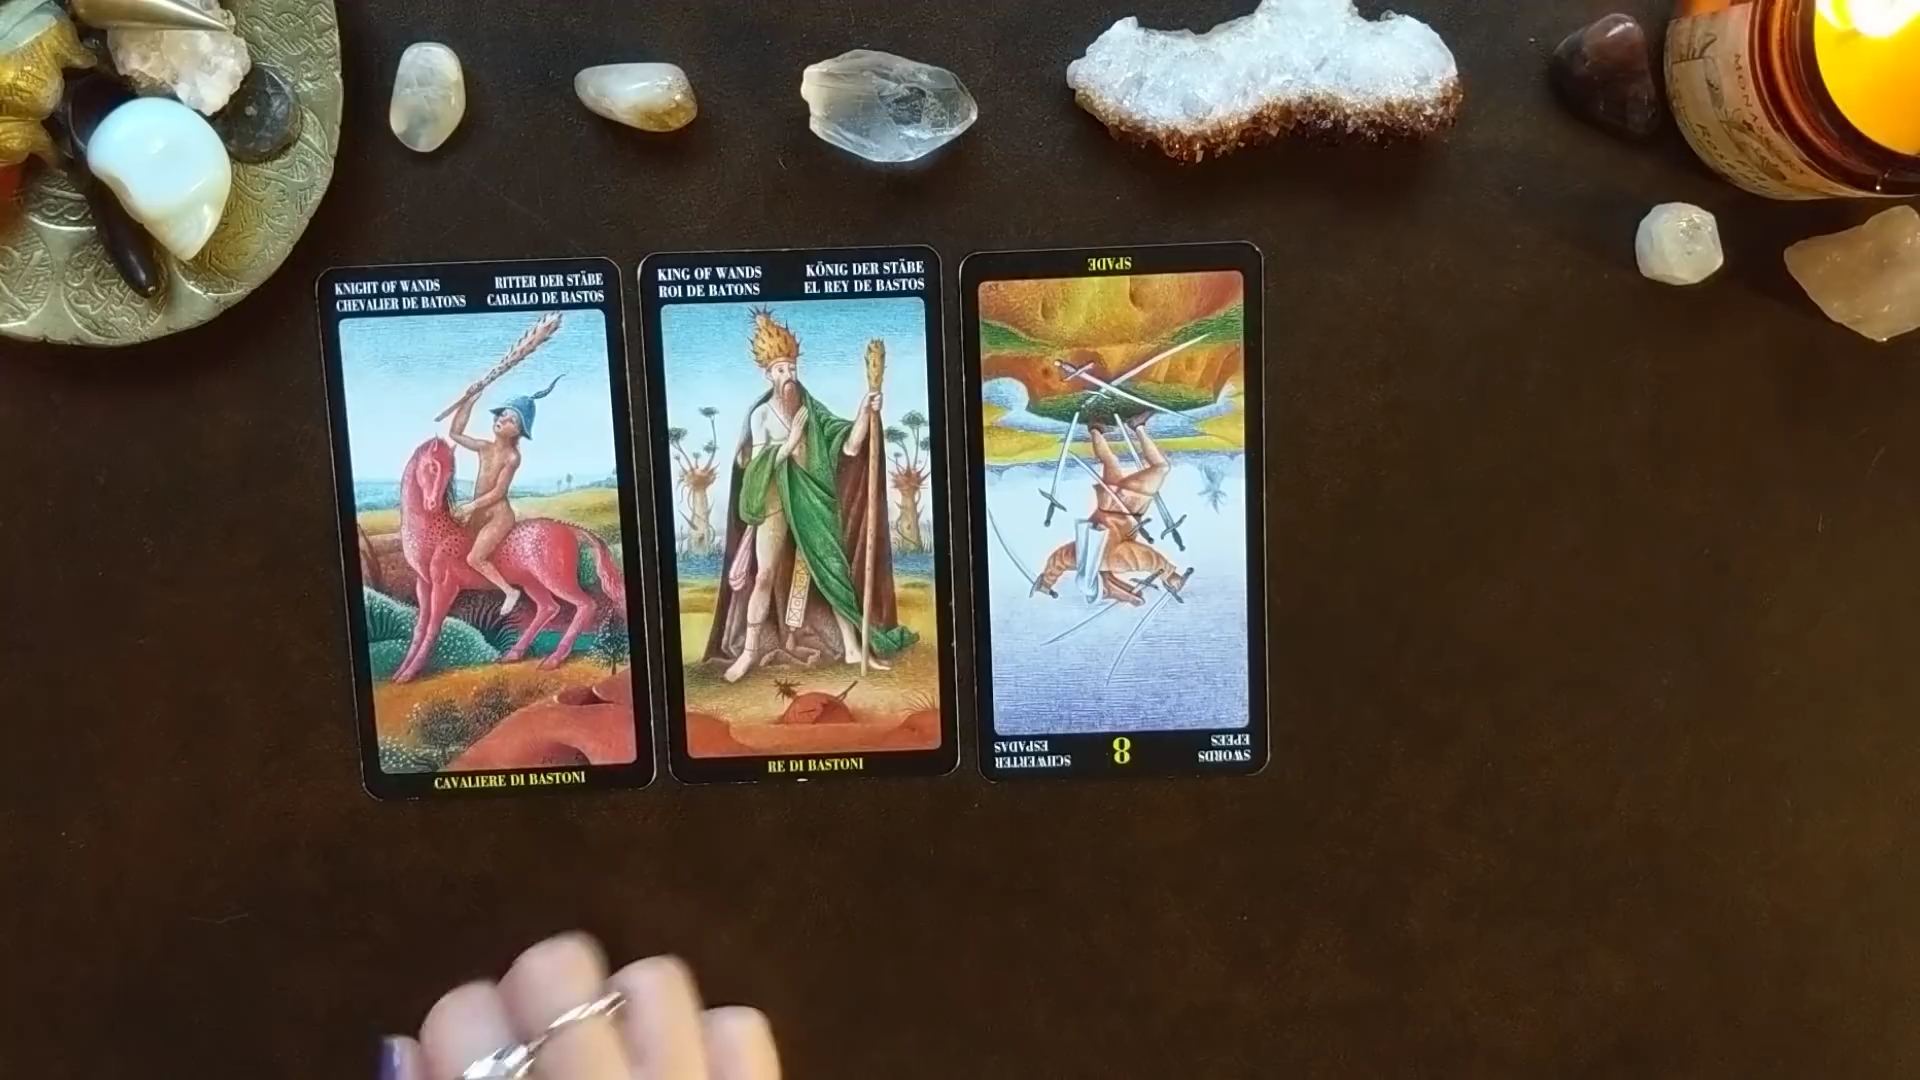 KNIGHT OF WANDS
CHEVALIER DE BATONS
RITTER DER STÄBE
CABALLO DE BASTOS
CAVALIERE DI BASTONI
KING OF WANDS
ROI DE BATONS
KÖNIG DER STÄBE
EL REY DE BASTOS
RE DI BASTONI
SPADE
SWORDS
EPEES
8
SCHWERTER
ESPADAS